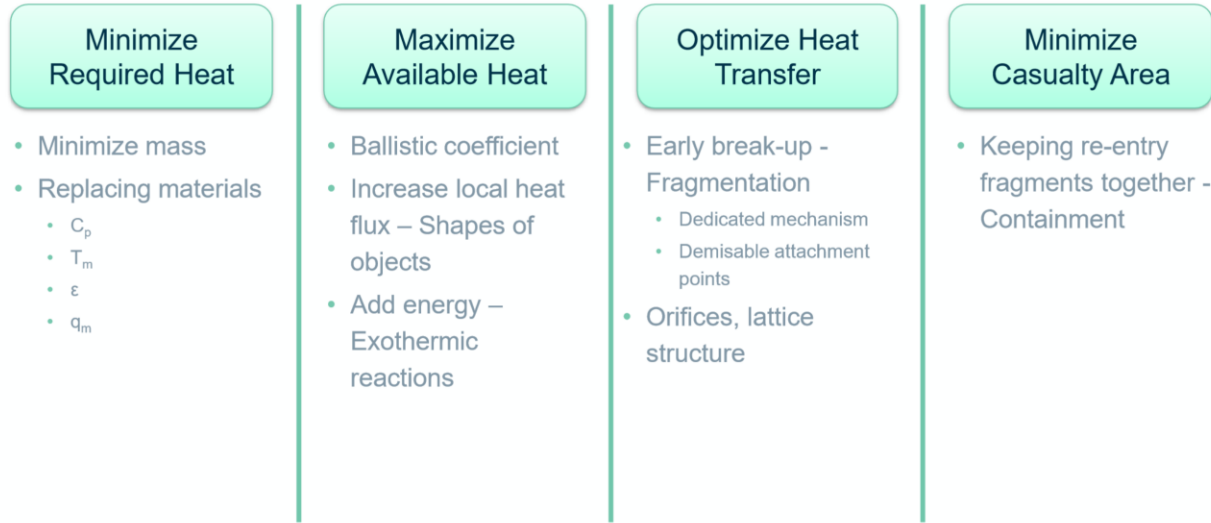 Minimize
Required Heat
• Minimize mass
• Replacing materials
• Cₚ
• Tₘ
• ε
• qₘ
Maximize
Available Heat
• Ballistic coefficient
• Increase local heat
flux – Shapes of
objects
• Add energy –
Exothermic
reactions
Optimize Heat
Transfer
• Early break-up -
Fragmentation
• Dedicated mechanism
• Demisable attachment
points
• Orifices, lattice
structure
Minimize
Casualty Area
• Keeping re-entry
fragments together -
Containment